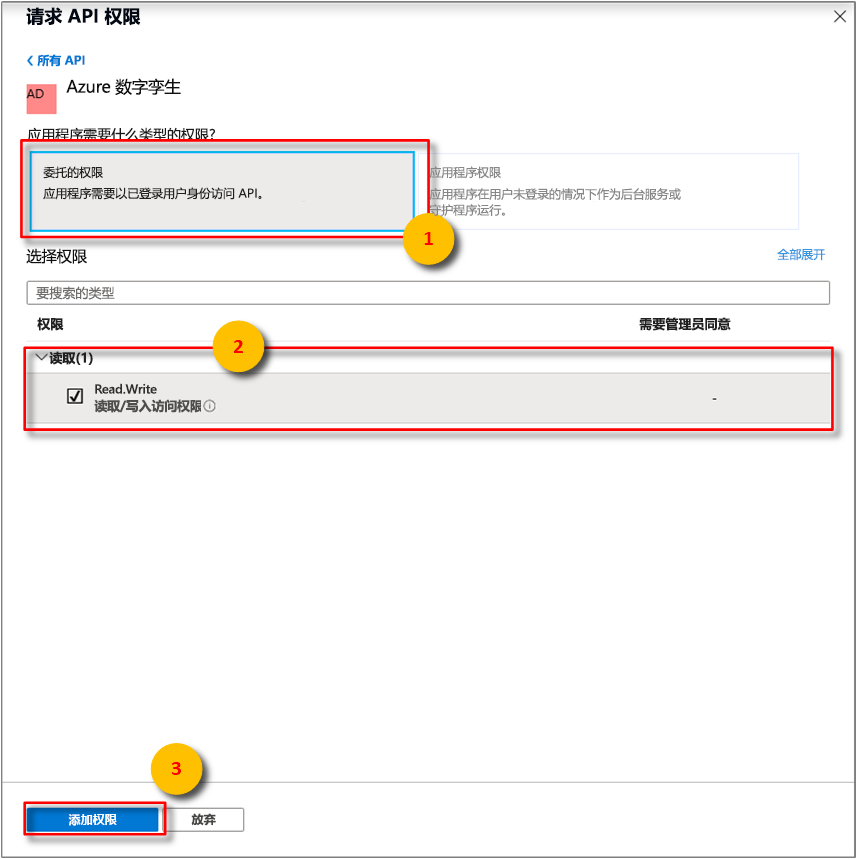 请求 API 权限
所有 API
AD
Azure 数字孪生
应用程序需要什么类型的权限?
委托的权限
应用程序需要以已登录用户身份访问 API。
应用程序权限
应用程序在用户未登录的情况下作为后台服务或
守护程序运行。
1
选择权限
全部展开
要搜索的类型
权限
需要管理员同意
2
读取(1)
Read.Write
读取/写入访问权限
-
3
添加权限
放弃